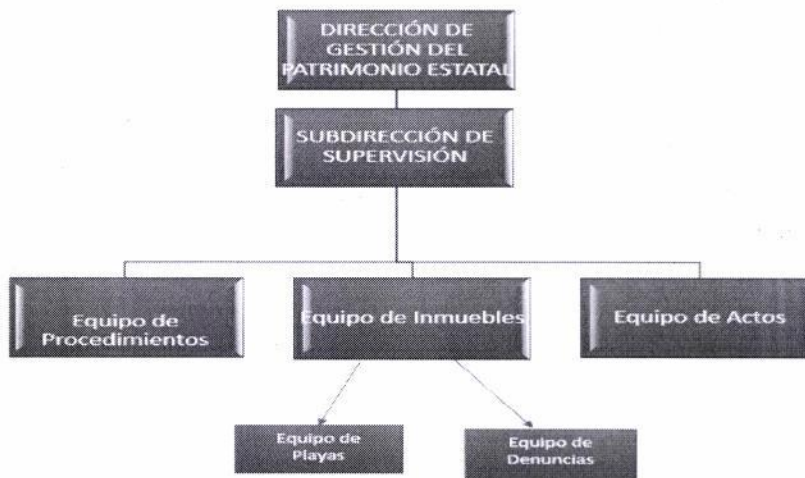 DIRECCIÓN DE
GESTIÓN DEL
PATRIMONIO ESTATAL
SUBDIRECCIÓN DE
SUPERVISIÓN
Equipo de
Procedimientos
Equipo de Inmuebles
Equipo de Actos
Equipo de
Playas
Equipo de
Denuncias